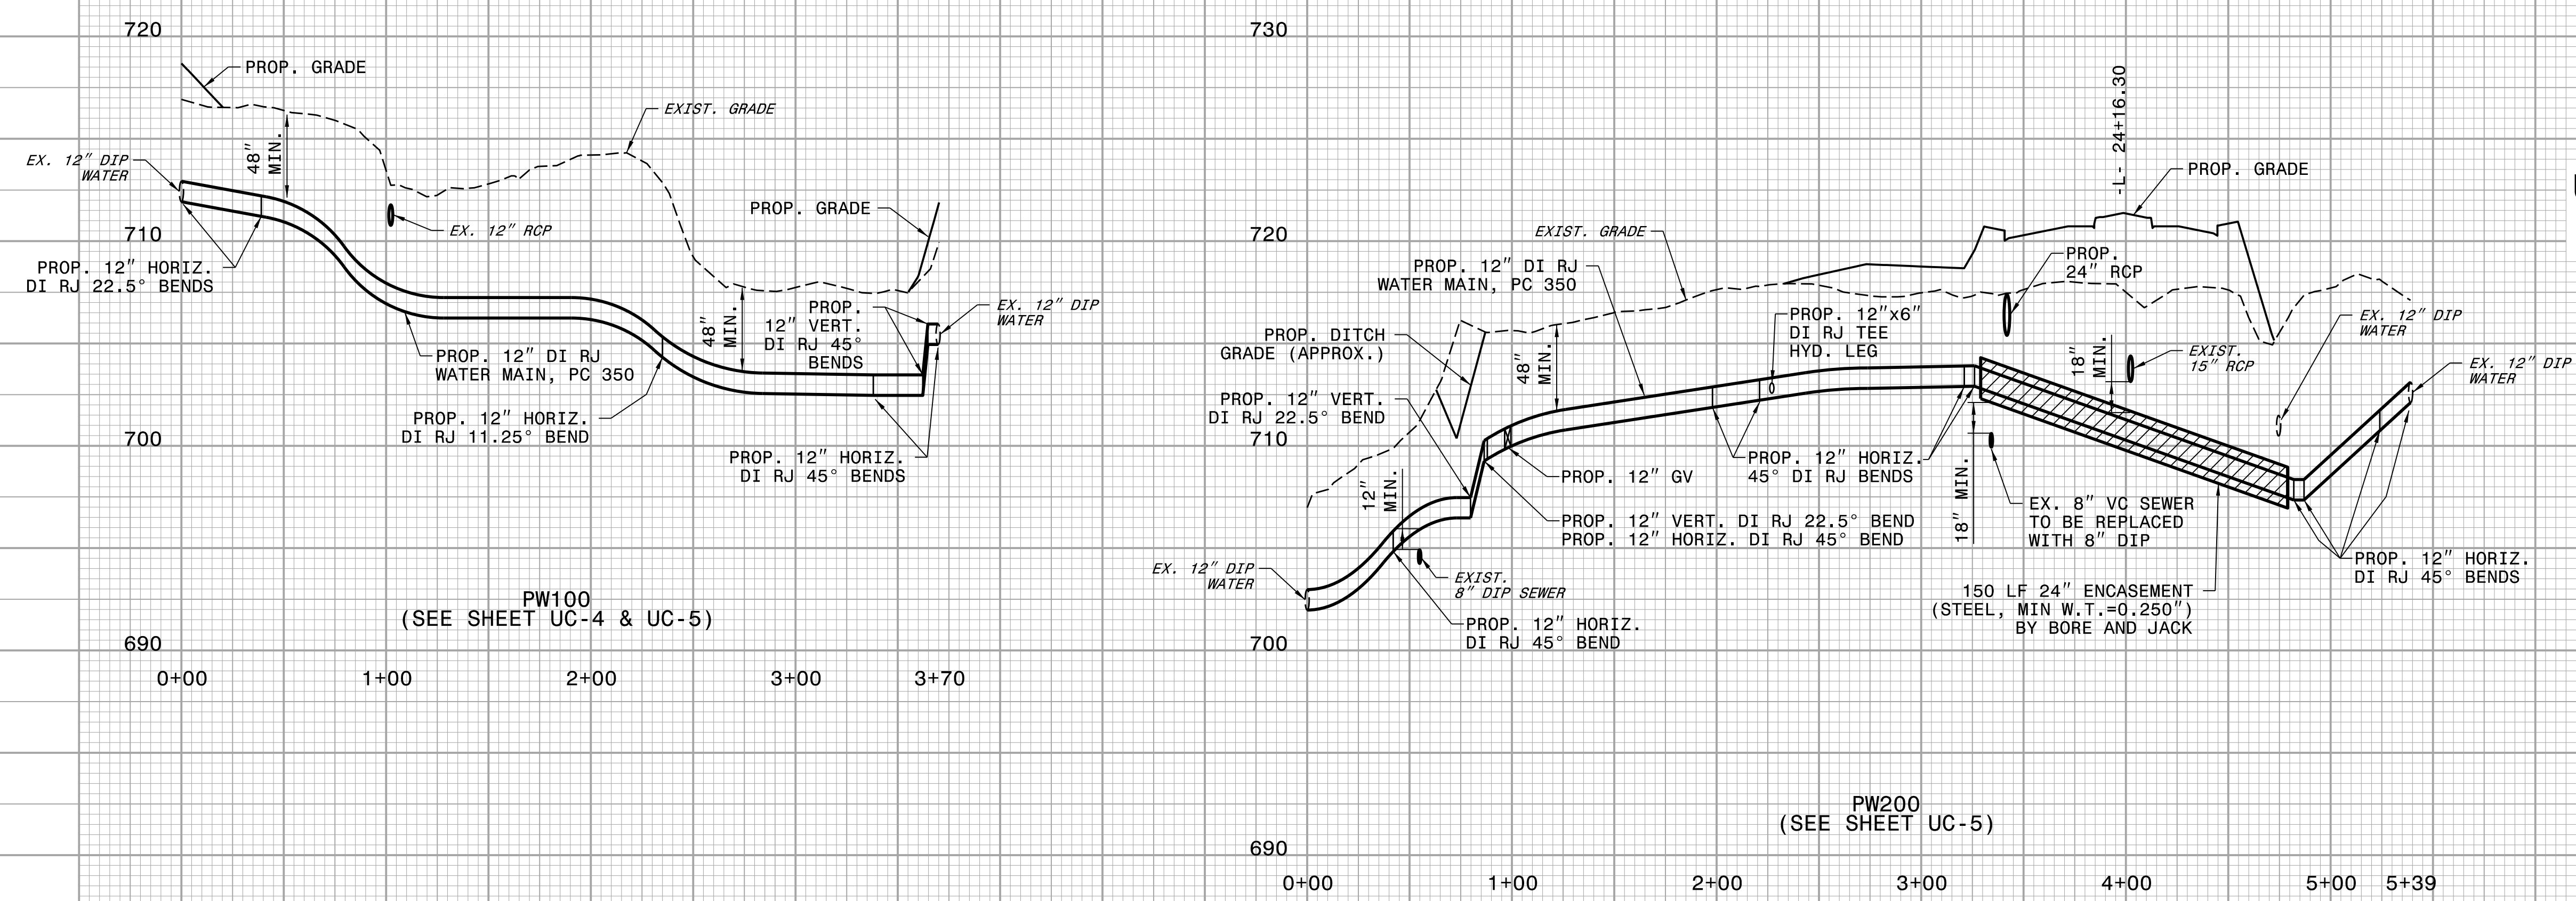 720
PROP. GRADE
EXIST. GRADE
48" MIN.
EX. 12" DIP
WATER
710
EX. 12" RCP
PROP. GRADE
PROP. 12" HORIZ.
DI RJ 22.5° BENDS
48" MIN.
PROP.
12" VERT.
DI RJ 45°
BENDS
EX. 12" DIP
WATER
PROP. 12" DI RJ
WATER MAIN, PC 350
PROP. 12" HORIZ.
DI RJ 11.25° BEND
700
PROP. 12" HORIZ.
DI RJ 45° BENDS
PW100
(SEE SHEET UC-4 & UC-5)
690
0+00
1+00
2+00
3+00
3+70
730
-L- 24+16.30
PROP. GRADE
720
EXIST. GRADE
PROP. 12" DI RJ
WATER MAIN, PC 350
PROP.
24" RCP
PROP. DITCH
GRADE (APPROX.)
48" MIN.
PROP. 12"x6"
DI RJ TEE
HYD. LEG
18" MIN.
EXIST.
15" RCP
EX. 12" DIP
WATER
EX. 12" DIP
WATER
PROP. 12" VERT.
DI RJ 22.5° BEND
710
PROP. 12" GV
PROP. 12" HORIZ.
45° DI RJ BENDS
12" MIN.
18" MIN.
EX. 8" VC SEWER
TO BE REPLACED
WITH 8" DIP
PROP. 12" VERT. DI RJ 22.5° BEND
PROP. 12" HORIZ. DI RJ 45° BEND
EX. 12" DIP
WATER
EXIST.
8" DIP SEWER
PROP. 12" HORIZ.
DI RJ 45° BENDS
150 LF 24" ENCASEMENT
(STEEL, MIN W.T.=0.250")
BY BORE AND JACK
PROP. 12" HORIZ.
DI RJ 45° BEND
700
PW200
(SEE SHEET UC-5)
690
0+00
1+00
2+00
3+00
4+00
5+00
5+39